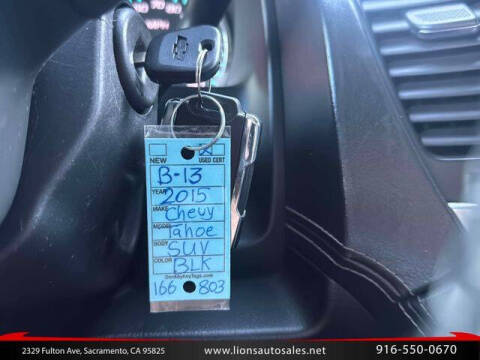 NEW USED CERT
B-13
YEAR 2015
MAKE Chevy
MODEL Tahoe
BODY SUV
COLOR BLK
166 803
2329 Fulton Ave, Sacramento, CA 95825 www.lionsautosales.net 916-550-0670